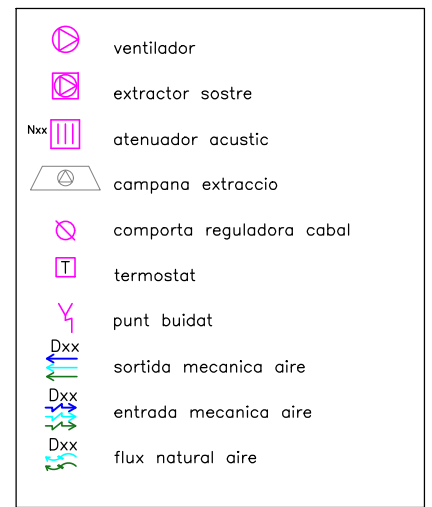 ventilador
extractor sostre
Nxx atenuador acustic
campana extraccio
comporta reguladora cabal
T termostat
punt buidat
Dxx
sortida mecanica aire
Dxx
entrada mecanica aire
Dxx
flux natural aire